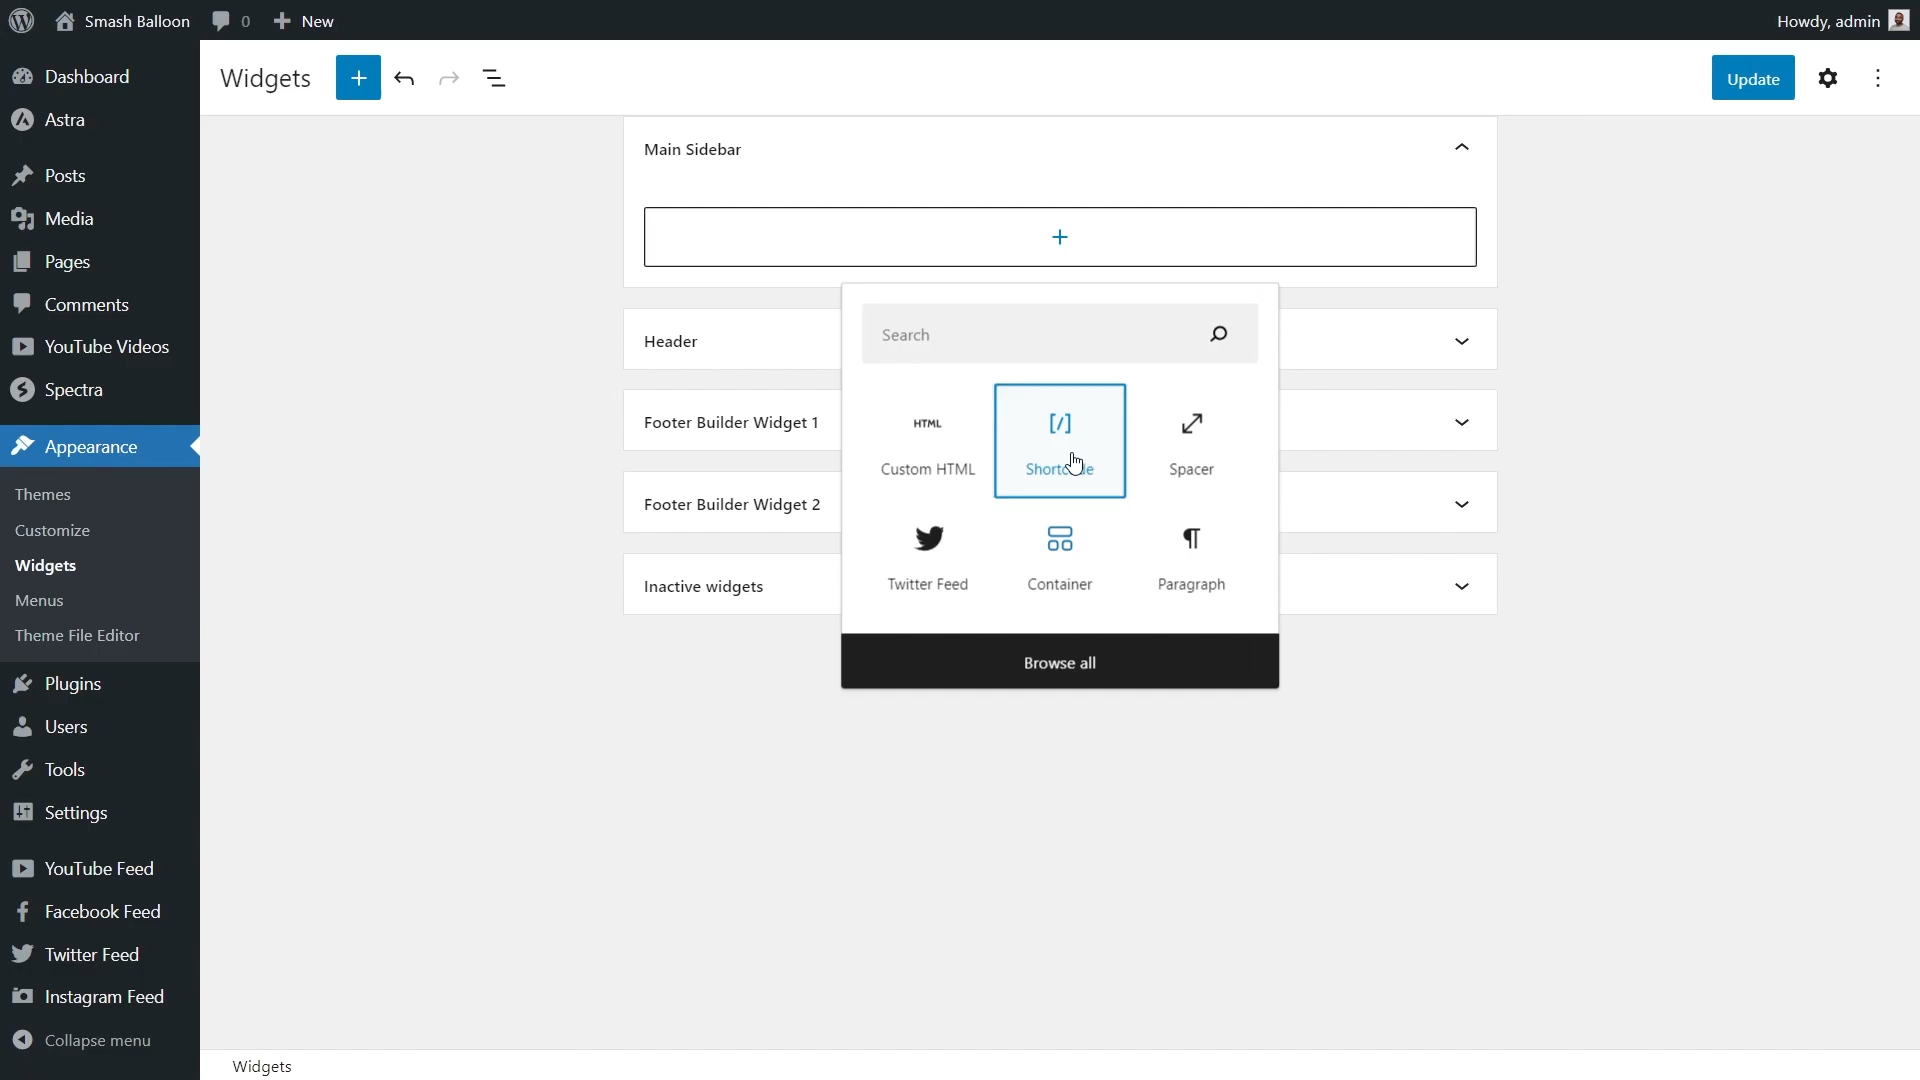 Smash Balloon 0 New Howdy, admin
Dashboard
Astra
Posts
Media
Pages
Comments
YouTube Videos
Spectra
Appearance
Themes
Customize
Widgets
Menus
Theme File Editor
Plugins
Users
Tools
Settings
YouTube Feed
Facebook Feed
Twitter Feed
Instagram Feed
Collapse menu
Widgets Update
Main Sidebar
Header
Footer Builder Widget 1
Footer Builder Widget 2
Inactive widgets
Search
HTML [/]
Custom HTML Spacer
Twitter Feed Container Paragraph
Browse all
Widgets